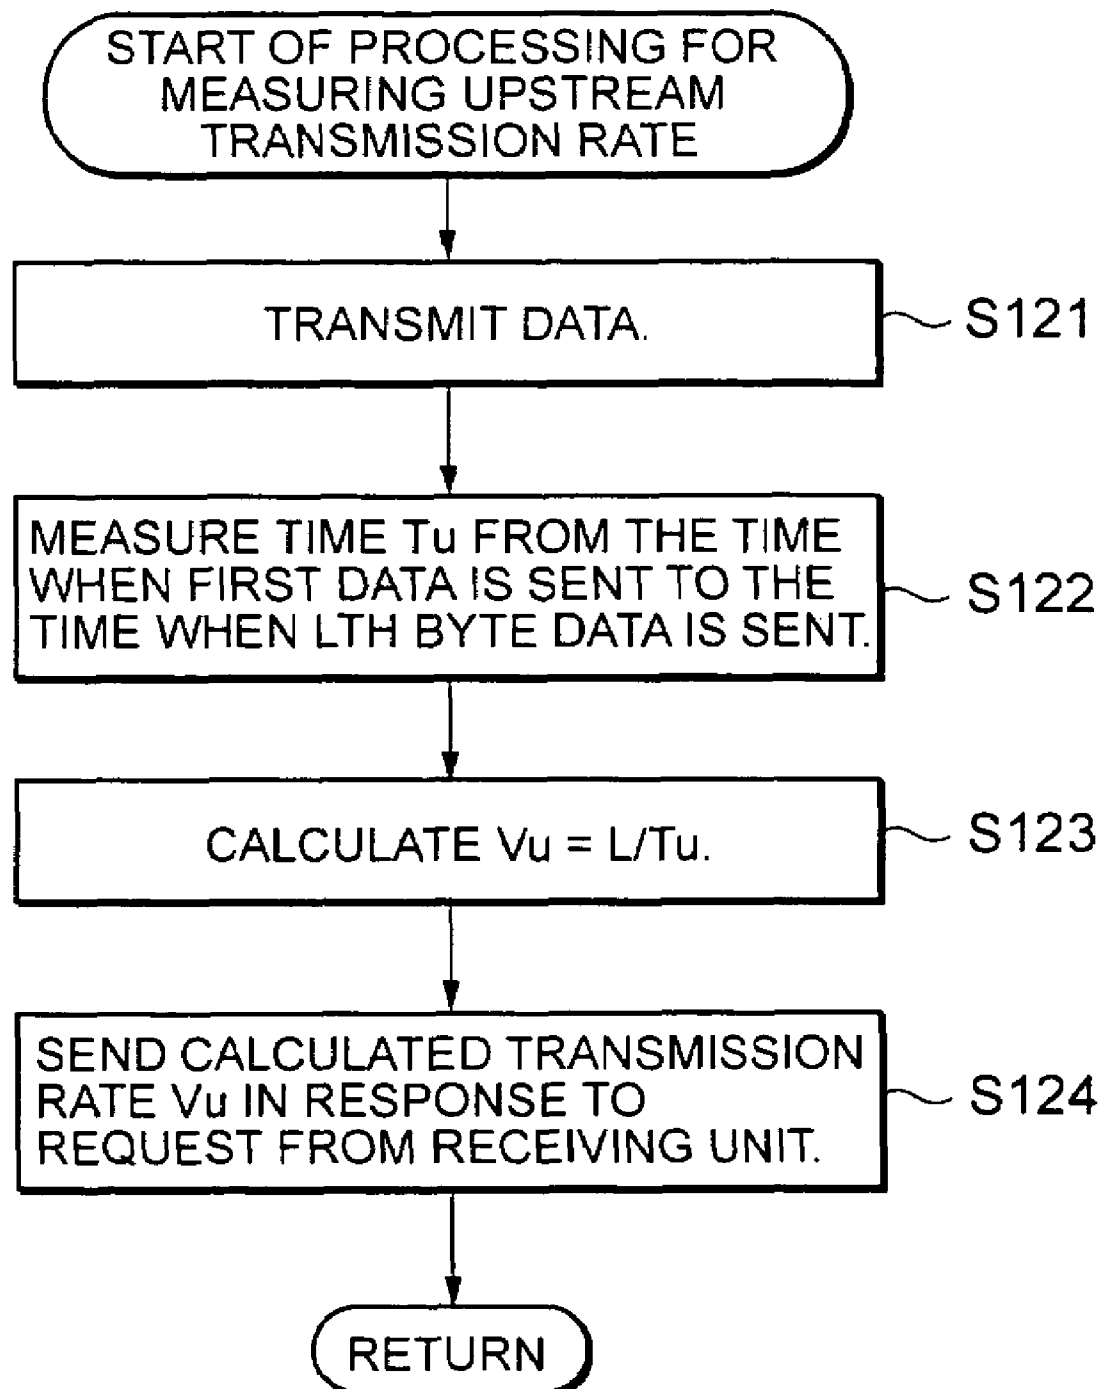 START OF PROCESSING FOR
MEASURING UPSTREAM
TRANSMISSION RATE
TRANSMIT DATA.
S121
MEASURE TIME Tu FROM THE TIME
WHEN FIRST DATA IS SENT TO THE
TIME WHEN LTH BYTE DATA IS SENT.
S122
CALCULATE Vu = L/Tu.
S123
SEND CALCULATED TRANSMISSION
RATE Vu IN RESPONSE TO
REQUEST FROM RECEIVING UNIT.
S124
RETURN